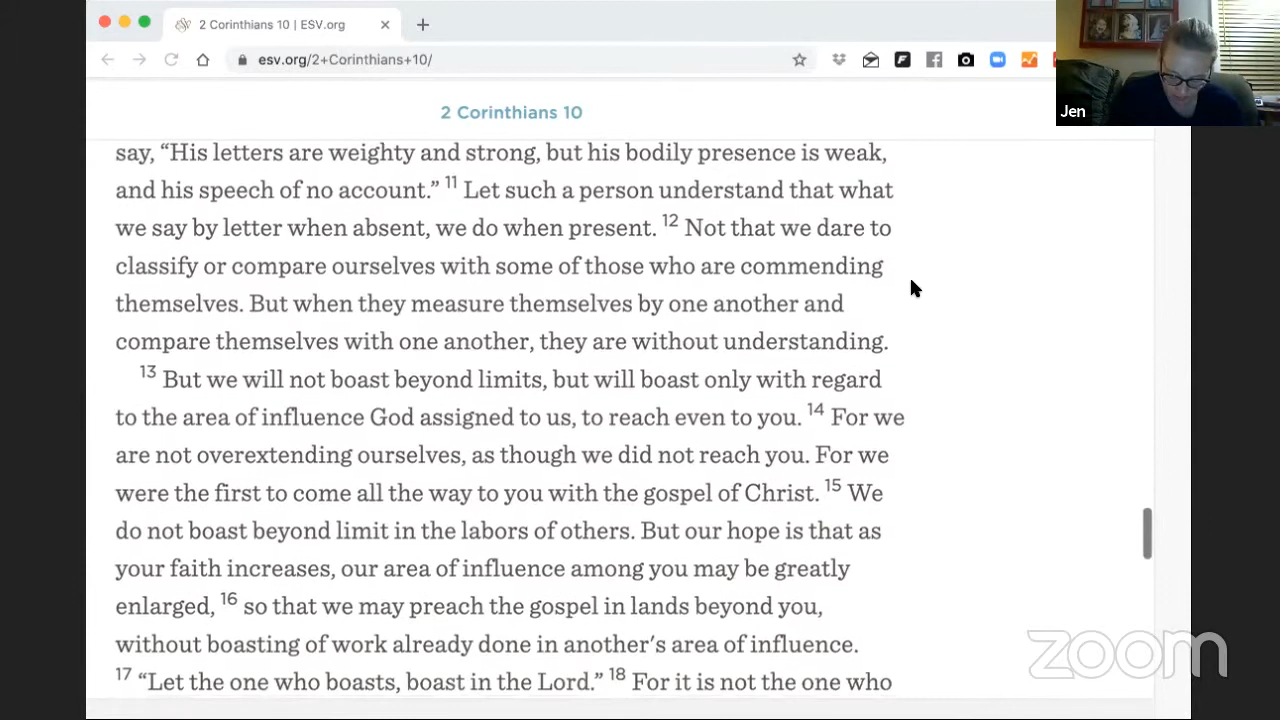 2 Corinthians 10 | ESV.org
esv.org/2+Corinthians+10/
Jen
2 Corinthians 10
say, “His letters are weighty and strong, but his bodily presence is weak,
and his speech of no account.” 11 Let such a person understand that what
we say by letter when absent, we do when present. 12 Not that we dare to
classify or compare ourselves with some of those who are commending
themselves. But when they measure themselves by one another and
compare themselves with one another, they are without understanding.
13 But we will not boast beyond limits, but will boast only with regard
to the area of influence God assigned to us, to reach even to you. 14 For we
are not overextending ourselves, as though we did not reach you. For we
were the first to come all the way to you with the gospel of Christ. 15 We
do not boast beyond limit in the labors of others. But our hope is that as
your faith increases, our area of influence among you may be greatly
enlarged, 16 so that we may preach the gospel in lands beyond you,
without boasting of work already done in another’s area of influence.
17 “Let the one who boasts, boast in the Lord.” 18 For it is not the one who
zoom